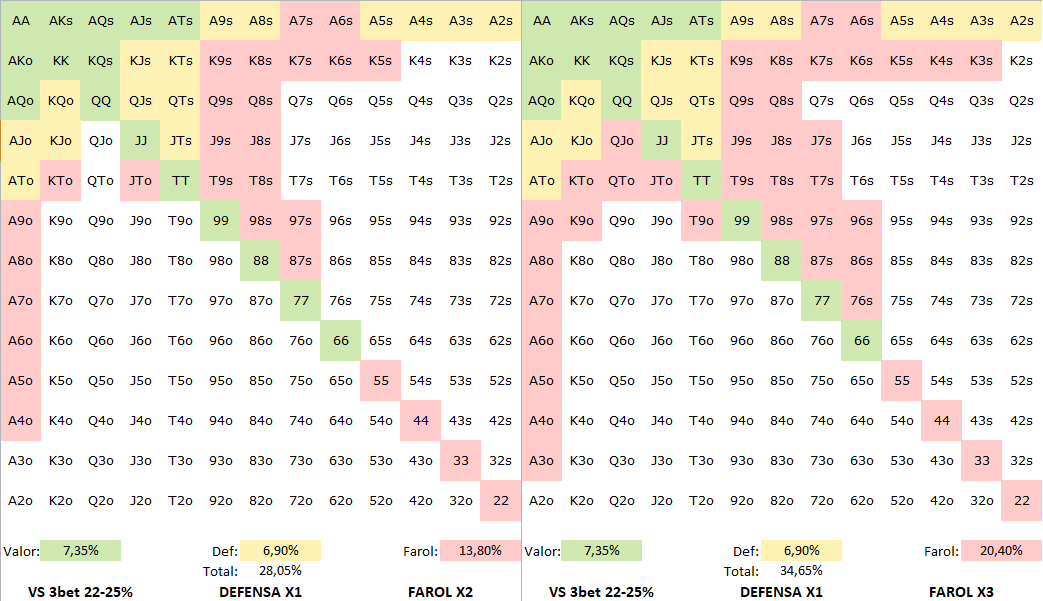 AA AKs AQs AJs ATs A9s A8s A7s A6s A5s A4s A3s A2s AA AKs AQs AJs ATs A9s A8s A7s A6s A5s A4s A3s A2s
AKo KK KQs KJs KTs K9s K8s K7s K6s K5s K4s K3s K2s AKo KK KQs KJs KTs K9s K8s K7s K6s K5s K4s K3s K2s
AQo KQo QQ QJs QTs Q9s Q8s Q7s Q6s Q5s Q4s Q3s Q2s AQo KQo QQ QJs QTs Q9s Q8s Q7s Q6s Q5s Q4s Q3s Q2s
AJo KJo QJo JJ JTs J9s J8s J7s J6s J5s J4s J3s J2s AJo KJo QJo JJ JTs J9s J8s J7s J6s J5s J4s J3s J2s
ATo KTo QTo JTo TT T9s T8s T7s T6s T5s T4s T3s T2s ATo KTo QTo JTo TT T9s T8s T7s T6s T5s T4s T3s T2s
A9o K9o Q9o J9o T9o 99 98s 97s 96s 95s 94s 93s 92s A9o K9o Q9o J9o T9o 99 98s 97s 96s 95s 94s 93s 92s
A8o K8o Q8o J8o T8o 98o 88 87s 86s 85s 84s 83s 82s A8o K8o Q8o J8o T8o 98o 88 87s 86s 85s 84s 83s 82s
A7o K7o Q7o J7o T7o 97o 87o 77 76s 75s 74s 73s 72s A7o K7o Q7o J7o T7o 97o 87o 77 76s 75s 74s 73s 72s
A6o K6o Q6o J6o T6o 96o 86o 76o 66 65s 64s 63s 62s A6o K6o Q6o J6o T6o 96o 86o 76o 66 65s 64s 63s 62s
A5o K5o Q5o J5o T5o 95o 85o 75o 65o 55 54s 53s 52s A5o K5o Q5o J5o T5o 95o 85o 75o 65o 55 54s 53s 52s
A4o K4o Q4o J4o T4o 94o 84o 74o 64o 54o 44 43s 42s A4o K4o Q4o J4o T4o 94o 84o 74o 64o 54o 44 43s 42s
A3o K3o Q3o J3o T3o 93o 83o 73o 63o 53o 43o 33 32s A3o K3o Q3o J3o T3o 93o 83o 73o 63o 53o 43o 33 32s
A2o K2o Q2o J2o T2o 92o 82o 72o 62o 52o 42o 32o 22 A2o K2o Q2o J2o T2o 92o 82o 72o 62o 52o 42o 32o 22
Valor: 7,35% Def: 6,90% Farol: 13,80% Valor: 7,35% Def: 6,90% Farol: 20,40%
Total: 28,05% Total: 34,65%
VS 3bet 22-25% DEFENSA X1 FAROL X2 VS 3bet 22-25% DEFENSA X1 FAROL X3